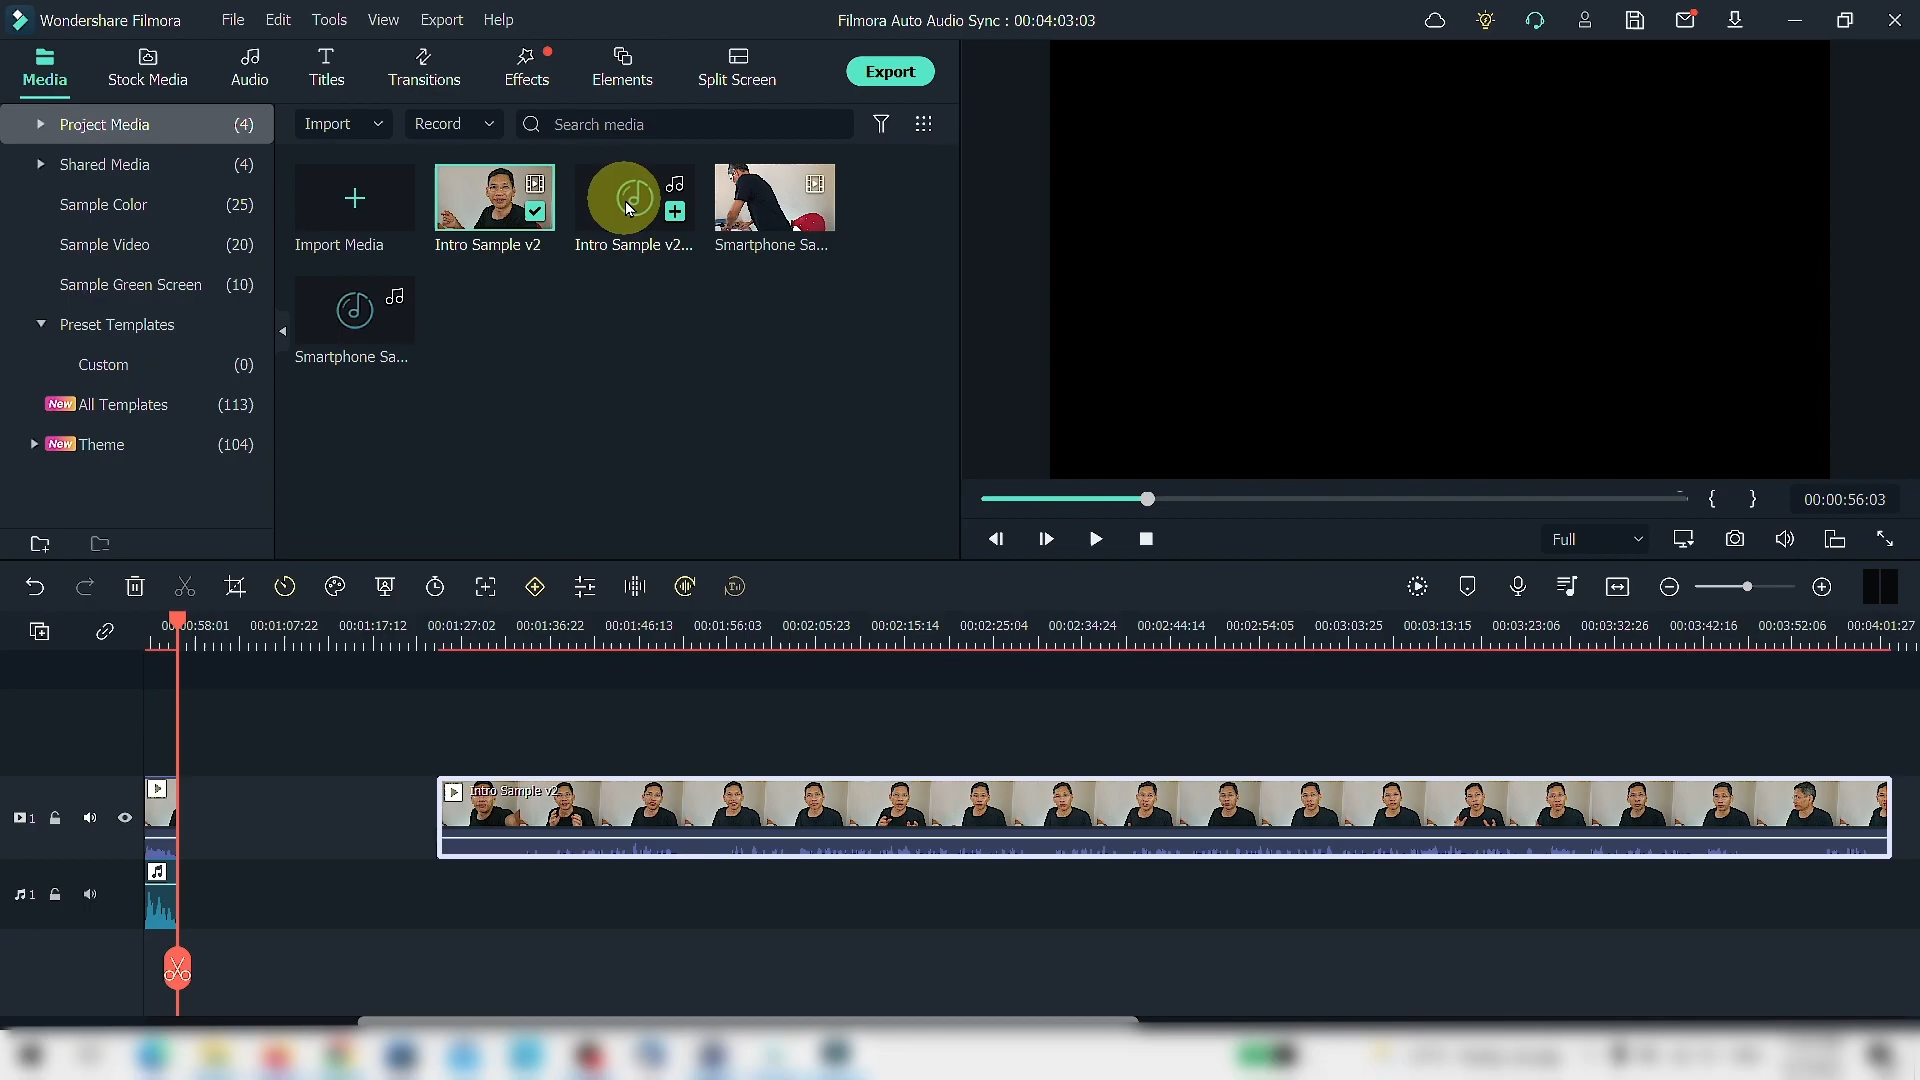 Wondershare Filmora File Edit Tools View Export Help Filmora Auto Audio Sync : 00:04:03:03
Media Stock Media Audio Titles Transitions Effects Elements Split Screen Export
Project Media (4)
Shared Media (4)
Sample Color (25)
Sample Video (20)
Sample Green Screen (10)
Preset Templates
Custom (0)
New All Templates (113)
New Theme (104)
Import Record Search media
Import Media Intro Sample v2 Intro Sample v2... Smartphone Sa...
Smartphone Sa...
00:00:56:03
Full
00:00:58:01 00:01:07:22 00:01:17:12 00:01:27:02 00:01:36:22 00:01:46:13 00:01:56:03 00:02:05:23 00:02:15:14 00:02:25:04 00:02:34:24 00:02:44:14 00:02:54:05 00:03:03:25 00:03:13:15 00:03:23:06 00:03:32:26 00:03:42:16 00:03:52:06 00:04:01:27
Intro Sample v2
1
1